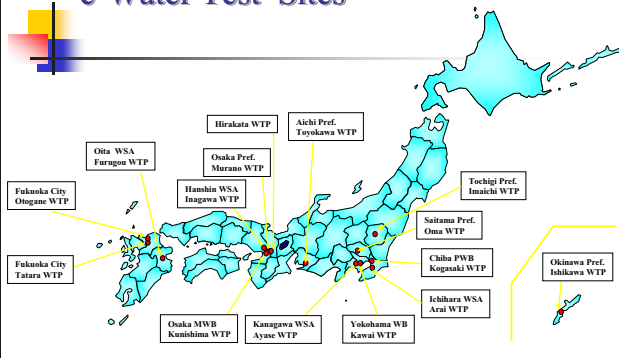 e-Water Test Sites
Hirakata WTP
Aichi Pref.
Toyokawa WTP
Oita WSA
Furugou WTP
Osaka Pref.
Murano WTP
Hanshin WSA
Inagawa WTP
Fukuoka City
Otogane WTP
Tochigi Pref.
Imaichi WTP
Saitama Pref.
Oma WTP
Fukuoka City
Tatara WTP
Chiba PWB
Kogasaki WTP
Okinawa Pref.
Ishikawa WTP
Ichihara WSA
Arai WTP
Osaka MWB
Kunishima WTP
Kanagawa WSA
Ayase WTP
Yokohama WB
Kawai WTP